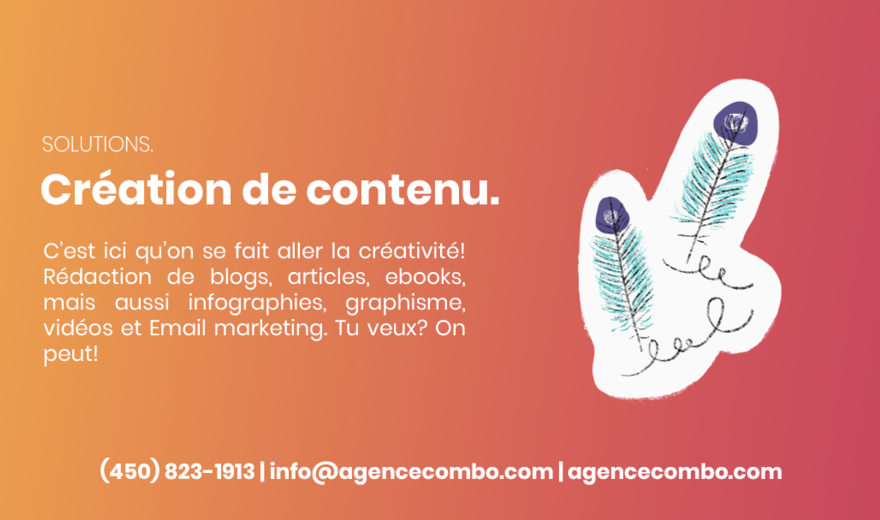 SOLUTIONS.
Création de contenu.
C'est ici qu'on se fait aller la créativité!
Rédaction de blogs, articles, ebooks,
mais aussi infographies, graphisme,
vidéos et Email marketing. Tu veux? On
peut!
(450) 823-1913 | info@agencecombo.com | agencecombo.com